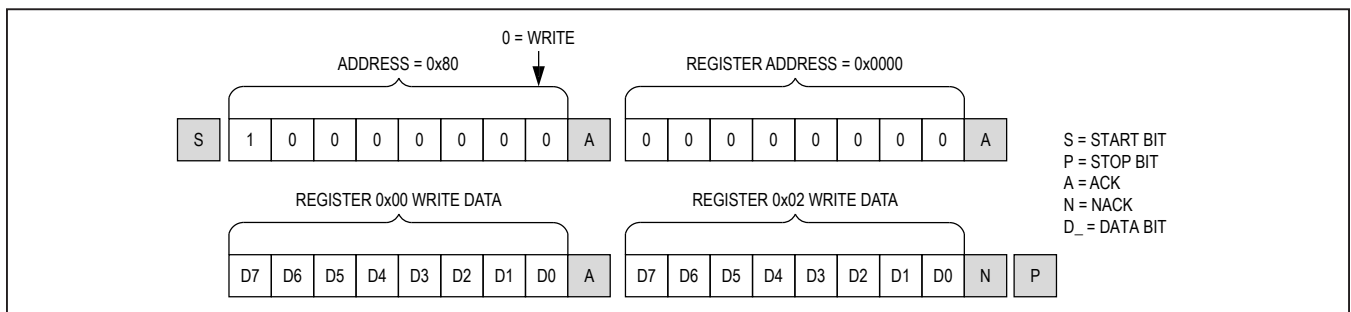 0 = WRITE
ADDRESS = 0x80 REGISTER ADDRESS = 0x0000
S 1 0 0 0 0 0 0 0 A 0 0 0 0 0 0 0 0 A
S = START BIT
P = STOP BIT
A = ACK
N = NACK
D_ = DATA BIT
REGISTER 0x00 WRITE DATA REGISTER 0x02 WRITE DATA
D7 D6 D5 D4 D3 D2 D1 D0 A D7 D6 D5 D4 D3 D2 D1 D0 N P